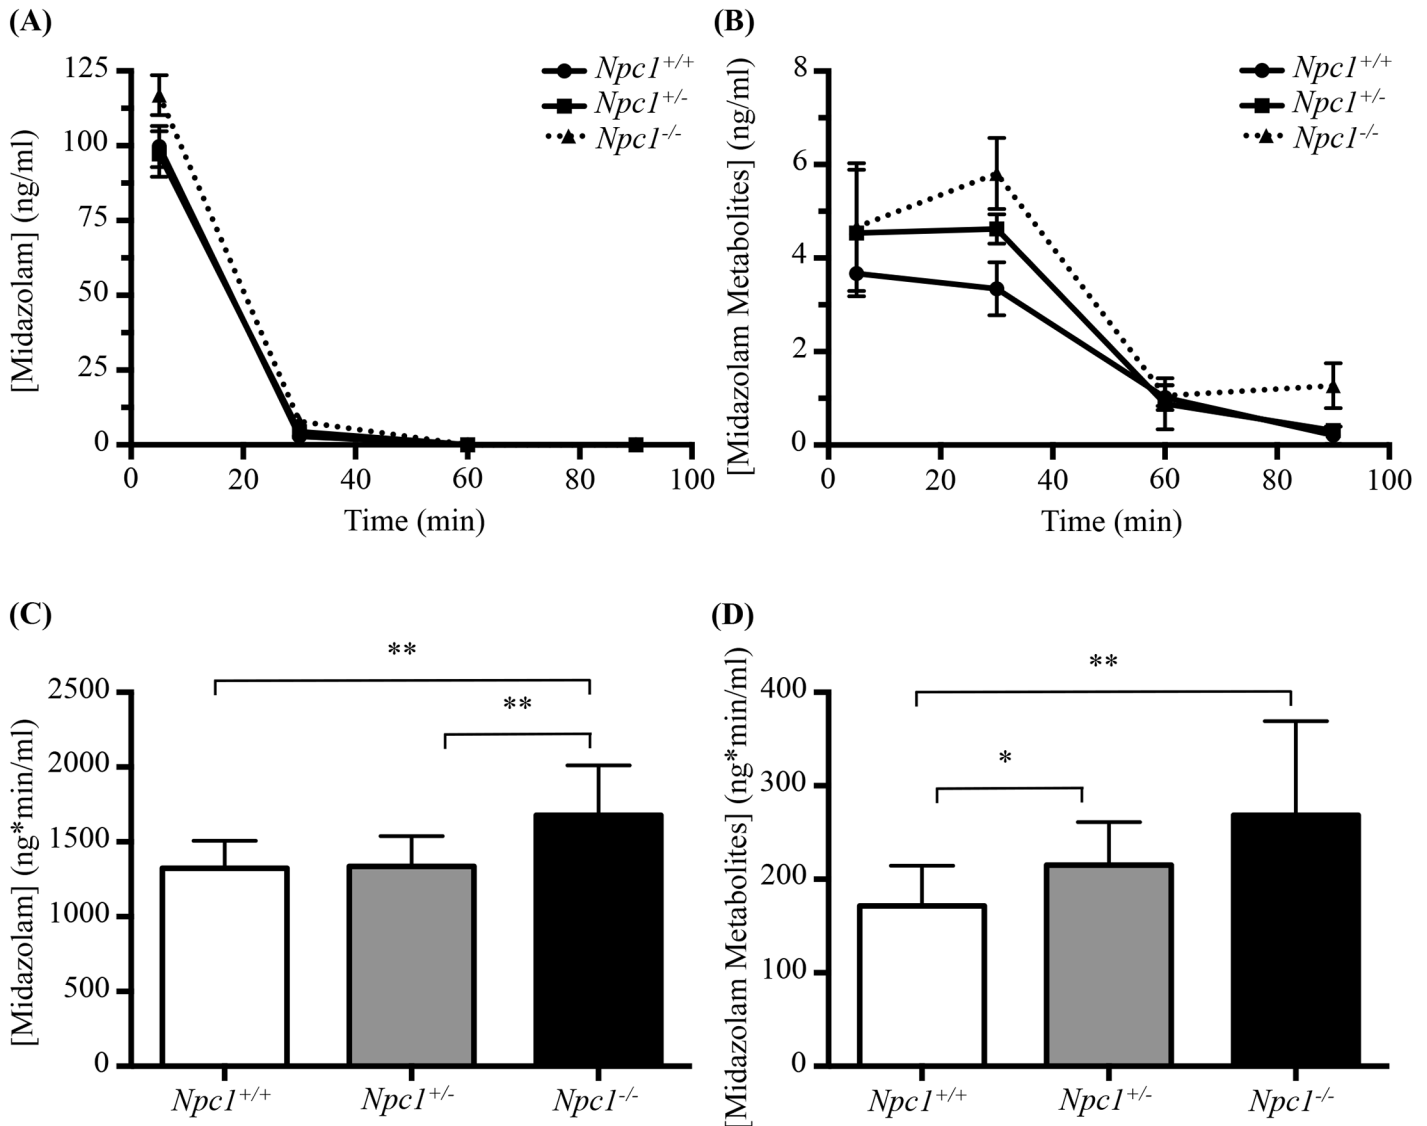 (A)
[Midazolam] (ng/ml)
125
100
75
50
25
0
0 20 40 60 80 100
Time (min)
Npc1+/+
Npc1+/-
Npc1-/-
(B)
[Midazolam Metabolites] (ng/ml)
8
6
4
2
0
0 20 40 60 80 100
Time (min)
Npc1+/+
Npc1+/-
Npc1-/-
(C)
[Midazolam] (ng*min/ml)
2500
2000
1500
1000
500
0
**
**
Npc1+/+ Npc1+/- Npc1-/-
(D)
[Midazolam Metabolites] (ng*min/ml)
400
300
200
100
0
**
*
Npc1+/+ Npc1+/- Npc1-/-